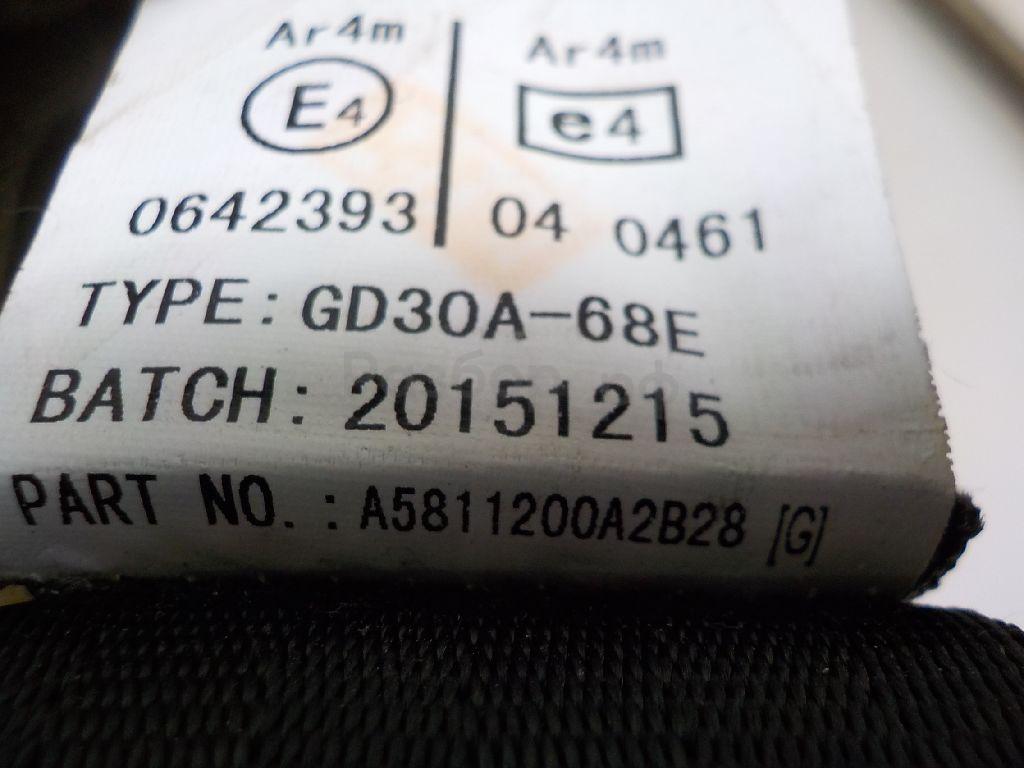 Ar4m Ar4m
E4 e4
0642393 04 0461
TYPE: GD30A-68E
BATCH: 20151215
PART NO. : A5811200A2B28 [G]